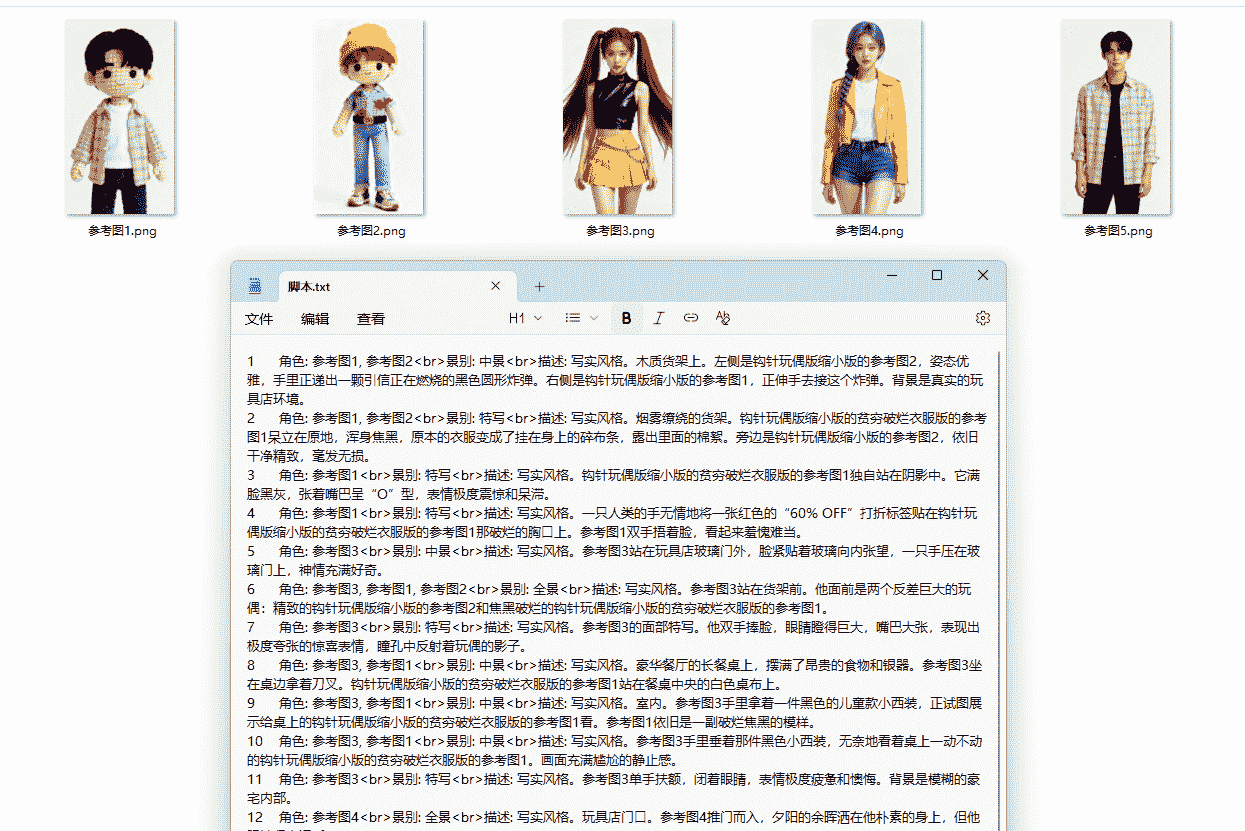 参考图1.png
参考图2.png
参考图3.png
参考图4.png
参考图5.png
脚本.txt
文件 编辑 查看 H1 B I
1 角色: 参考图1, 参考图2<br>景别: 中景<br>描述: 写实风格。木质货架上。左侧是钩针玩偶版缩小版的参考图2，姿态优
雅，手里正递出一颗引信正在燃烧的黑色圆形炸弹。右侧是钩针玩偶版缩小版的参考图1，正伸手去接这个炸弹。背景是真实的玩
具店环境。
2 角色: 参考图1, 参考图2<br>景别: 特写<br>描述: 写实风格。烟雾缭绕的货架。钩针玩偶版缩小版的贫穷破烂衣服版的参考
图1呆立在原地，浑身焦黑，原本的衣服变成了挂在身上的碎布条，露出里面的棉絮。旁边是钩针玩偶版缩小版的参考图2，依旧
干净精致，毫发无损。
3 角色: 参考图1<br>景别: 特写<br>描述: 写实风格。钩针玩偶版缩小版的贫穷破烂衣服版的参考图1独自站在阴影中。它满
脸黑灰，张着嘴巴呈“O”型，表情极度震惊和呆滞。
4 角色: 参考图1<br>景别: 特写<br>描述: 写实风格。一只人类的手无情地将一张红色的“60% OFF”打折标签贴在钩针玩
偶版缩小版的贫穷破烂衣服版的参考图1那破烂的胸口上。参考图1双手捂着脸，看起来羞愧难当。
5 角色: 参考图3<br>景别: 中景<br>描述: 写实风格。参考图3站在玩具店玻璃门外，脸紧贴着玻璃向内张望，一只手压在玻
璃门上，神情充满好奇。
6 角色: 参考图3, 参考图1, 参考图2<br>景别: 全景<br>描述: 写实风格。参考图3站在货架前。他面前是两个反差巨大的玩
偶：精致的钩针玩偶版缩小版的参考图2和焦黑破烂的钩针玩偶版缩小版的贫穷破烂衣服版的参考图1。
7 角色: 参考图3<br>景别: 特写<br>描述: 写实风格。参考图3的面部特写。他双手捧脸，眼睛瞪得巨大，嘴巴大张，表现出
极度夸张的惊喜表情，瞳孔中反射着玩偶的影子。
8 角色: 参考图3, 参考图1<br>景别: 中景<br>描述: 写实风格。豪华餐厅的长餐桌上，摆满了昂贵的食物和银器。参考图3坐
在桌边拿着刀叉。钩针玩偶版缩小版的贫穷破烂衣服版的参考图1站在餐桌中央的白色桌布上。
9 角色: 参考图3, 参考图1<br>景别: 中景<br>描述: 写实风格。室内。参考图3手里拿着一件黑色的儿童款小西装，正试图展
示给桌上的钩针玩偶版缩小版的贫穷破烂衣服版的参考图1看。参考图1依旧是一副破烂焦黑的模样。
10 角色: 参考图3, 参考图1<br>景别: 中景<br>描述: 写实风格。参考图3手里垂着那件黑色小西装，无奈地看着桌上一动不动
的钩针玩偶版缩小版的贫穷破烂衣服版的参考图1。画面充满尴尬的静止感。
11 角色: 参考图3<br>景别: 特写<br>描述: 写实风格。参考图3单手扶额，闭着眼睛，表情极度疲惫和懊悔。背景是模糊的豪
宅内部。
12 角色: 参考图4<br>景别: 全景<br>描述: 写实风格。玩具店门口。参考图4推门而入，夕阳的余晖洒在他朴素的身上，但他